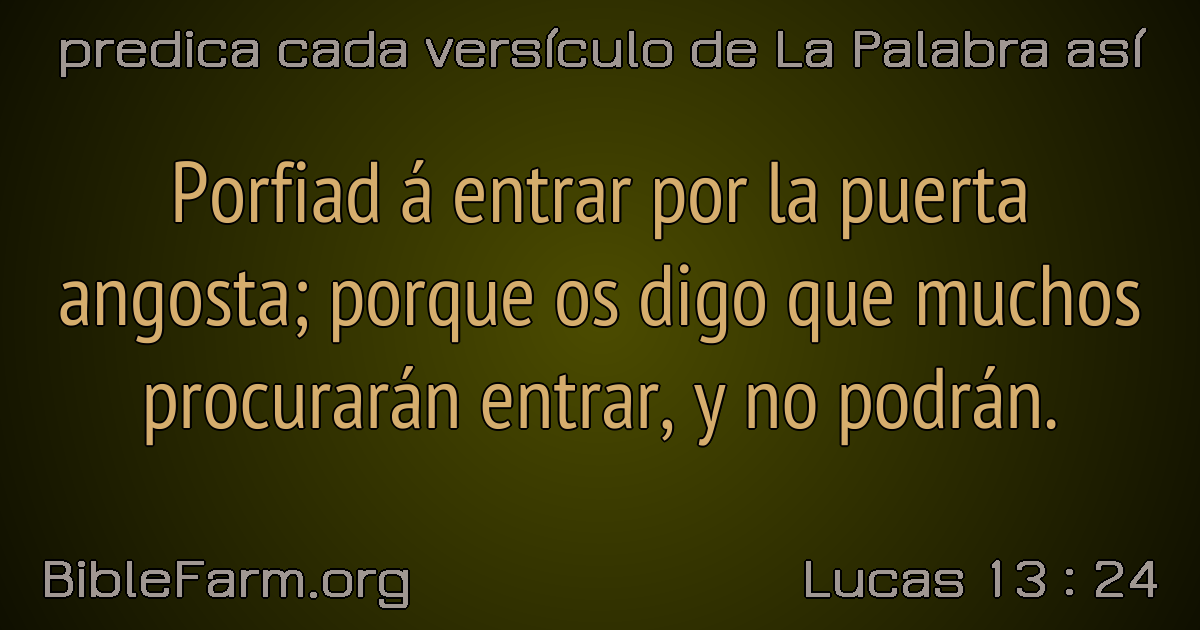 predica cada versículo de La Palabra así
Porfiad á entrar por la puerta
angosta; porque os digo que muchos
procurarán entrar, y no podrán.
BibleFarm.org
Lucas 13 : 24